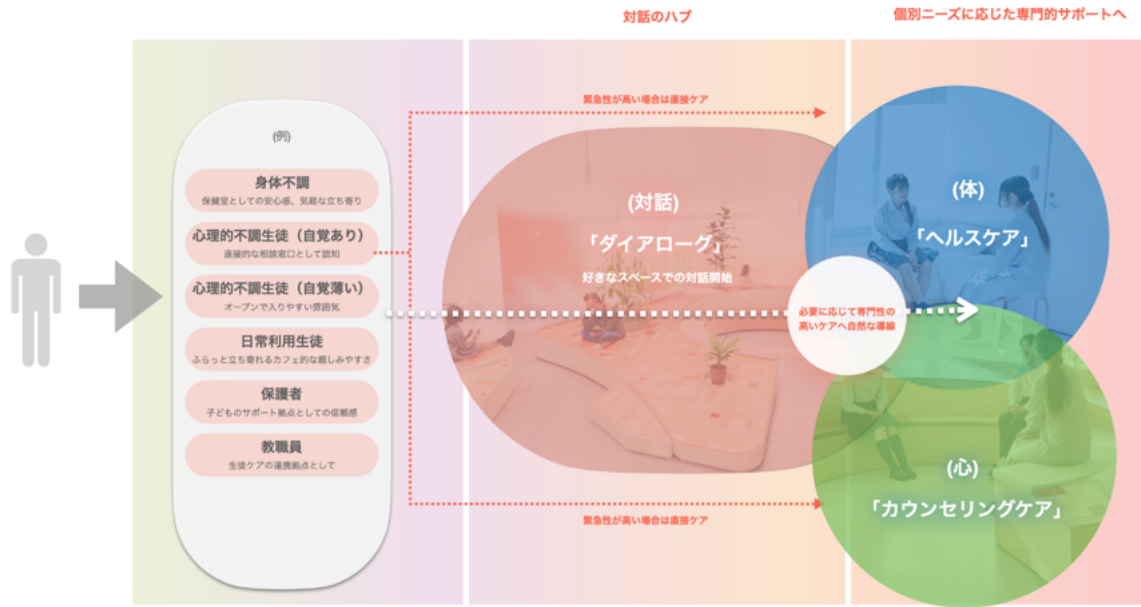 対話のハブ
個別ニーズに応じた専門的サポートへ
(例)
身体不調
保健室としての安心感、気軽な立ち寄り
心理的不調生徒（自覚あり）
直接的な相談窓口として認知
心理的不調生徒（自覚薄い）
オープンで入りやすい雰囲気
日常利用生徒
ふらっと立ち寄れるカフェ的な親しみやすさ
保護者
子どものサポート拠点としての信頼感
教職員
生徒ケアの連携拠点として
緊急性が高い場合は直接ケア
(対話)
「ダイアローグ」
好きなスペースでの対話開始
必要に応じて専門性の
高いケアへ自然な導線
緊急性が高い場合は直接ケア
(体)
「ヘルスケア」
(心)
「カウンセリングケア」